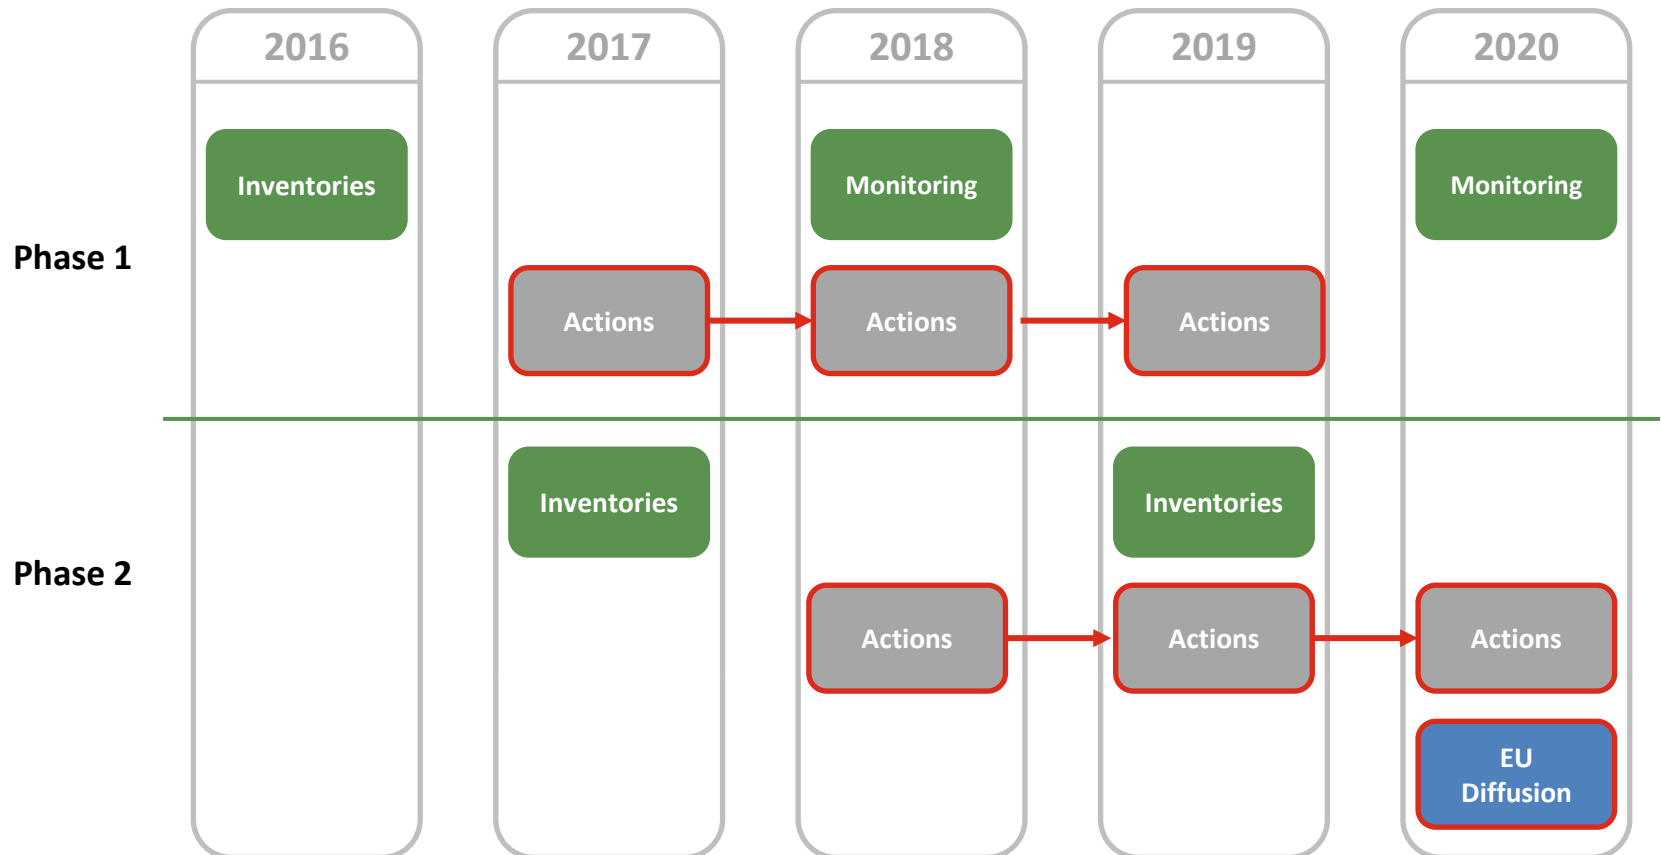 2016
2017
2018
2019
2020
Phase 1
Inventories
Monitoring
Monitoring
Actions
Actions
Actions
Phase 2
Inventories
Inventories
Actions
Actions
Actions
EU
Diffusion